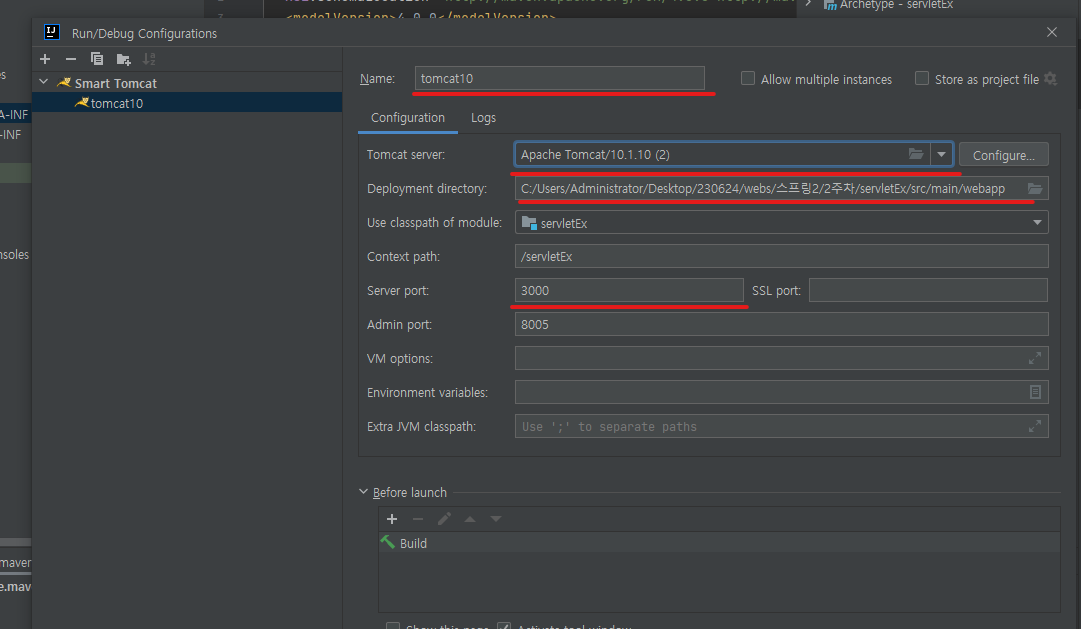 Archetype - servletEx
<modelVersion>4.0.0</modelVersion>
Run/Debug Configurations
Smart Tomcat
tomcat10
A-INF
-INF
nsoles
maven
e.mav
Name: tomcat10
Allow multiple instances
Store as project file
Configuration Logs
Tomcat server: Apache Tomcat/10.1.10 (2) Configure...
Deployment directory: C:/Users/Administrator/Desktop/230624/webs/스프링2/2주차/servletEx/src/main/webapp
Use classpath of module: servletEx
Context path: /servletEx
Server port: 3000 SSL port:
Admin port: 8005
VM options:
Environment variables:
Extra JVM classpath: Use ';' to separate paths
Before launch
Build
Show this page Activate tool window